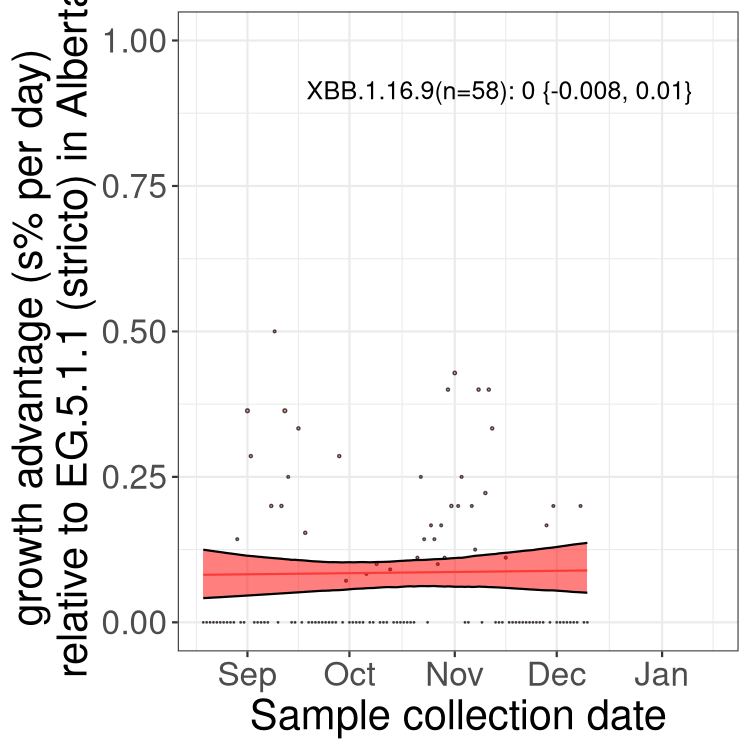 growth advantage (s% per day)
relative to EG.5.1.1 (stricto) in Alberta
1.00
0.75
0.50
0.25
0.00
XBB.1.16.9(n=58): 0 {-0.008, 0.01}
Sep Oct Nov Dec Jan
Sample collection date